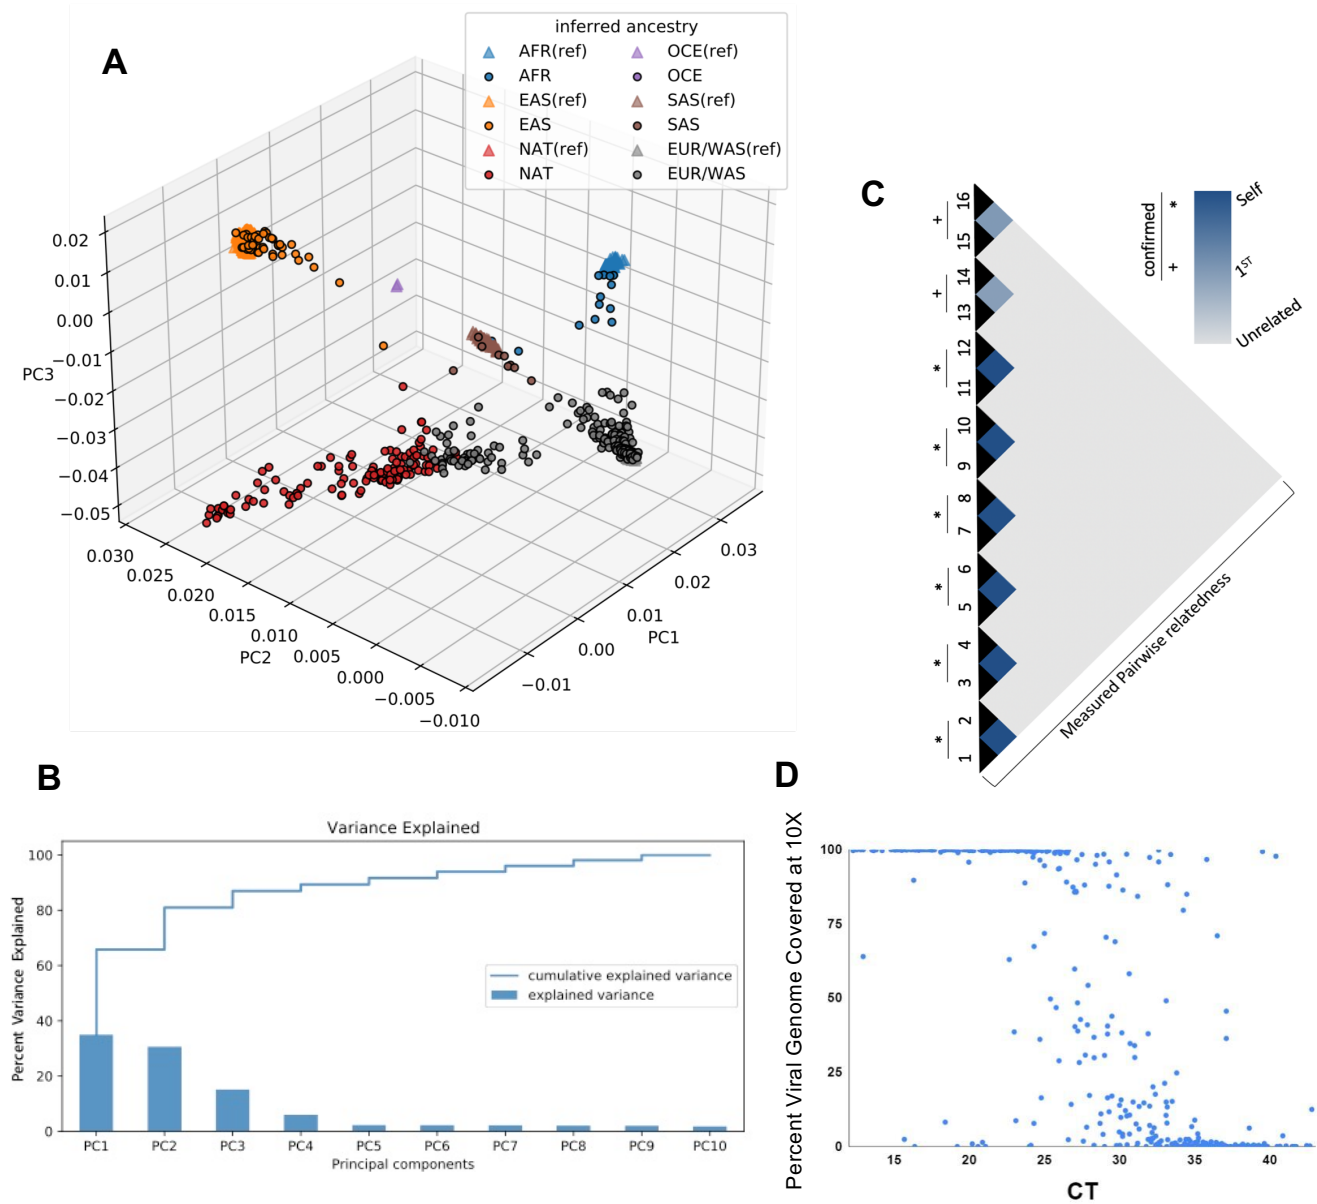 A
inferred ancestry
AFR(ref)
OCE(ref)
AFR
OCE
EAS(ref)
SAS(ref)
EAS
SAS
NAT(ref)
EUR/WAS(ref)
NAT
EUR/WAS
0.02
0.01
0.00
−0.01
−0.02
−0.03
−0.04
−0.05
PC3
0.030
0.025
0.020
0.015
0.010
0.005
0.000
−0.005
−0.010
PC2
−0.01
0.00
0.01
0.02
0.03
PC1
C
+ + * * * * * *
16
15
14
13
12
11
10
9
8
7
6
5
4
3
2
1
confirmed
*
+
Self
1ST
Unrelated
Measured Pairwise relatedness
B
Variance Explained
Percent Variance Explained
100
80
60
40
20
0
cumulative explained variance
explained variance
PC1 PC2 PC3 PC4 PC5 PC6 PC7 PC8 PC9 PC10
Principal components
D
Percent Viral Genome Covered at 10X
100
75
50
25
0
15 20 25 30 35 40
CT